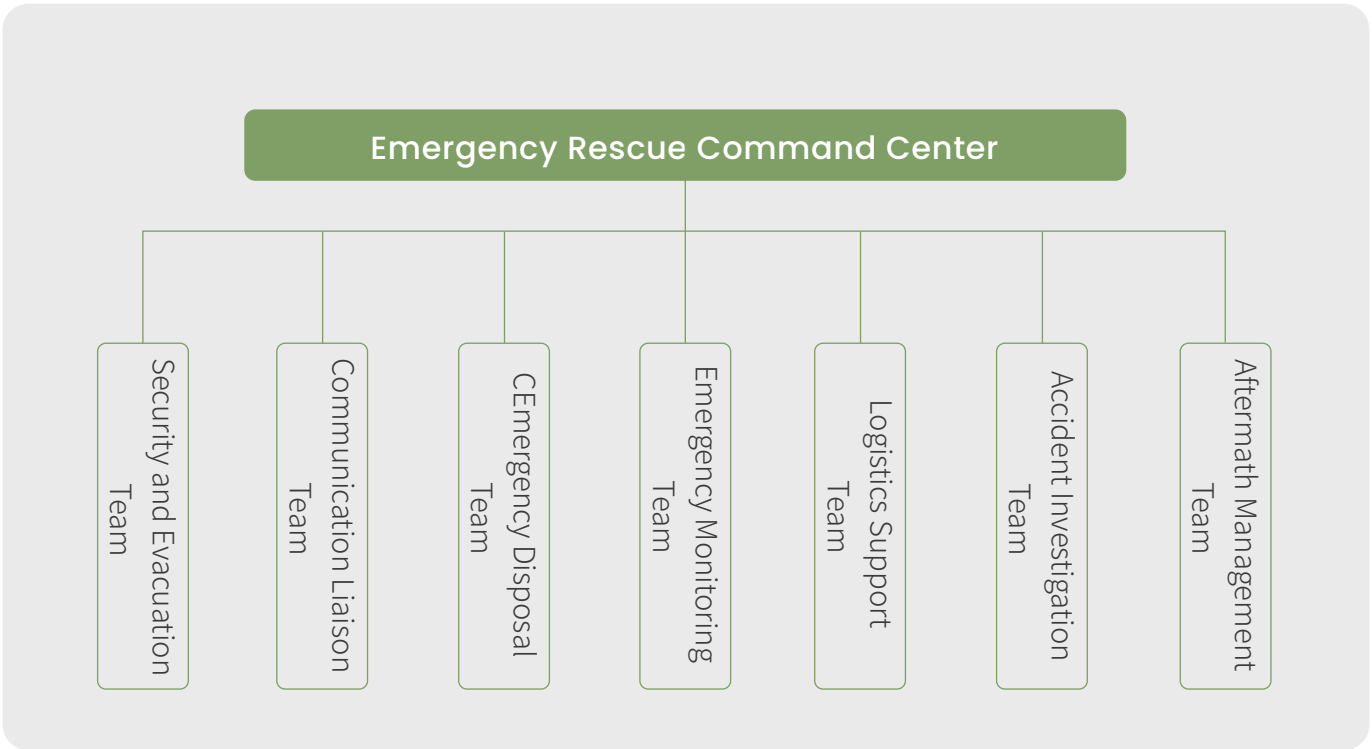 Emergency Rescue Command Center
Security and Evacuation
Team
Communication Liaison
Team
CEmergency Disposal
Team
Emergency Monitoring
Team
Logistics Support
Team
Accident Investigation
Team
Aftermath Management
Team